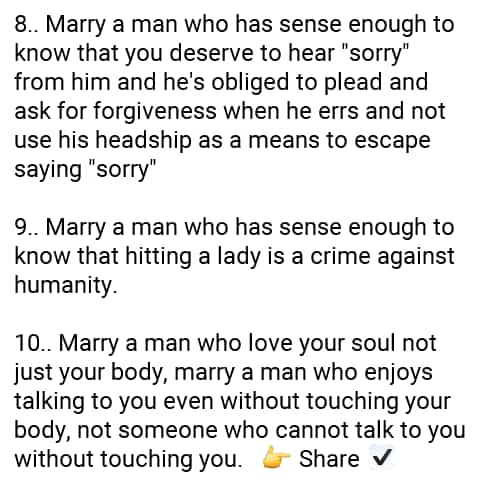 8.. Marry a man who has sense enough to
know that you deserve to hear "sorry"
from him and he's obliged to plead and
ask for forgiveness when he errs and not
use his headship as a means to escape
saying "sorry"
9.. Marry a man who has sense enough to
know that hitting a lady is a crime against
humanity.
10.. Marry a man who love your soul not
just your body, marry a man who enjoys
talking to you even without touching your
body, not someone who cannot talk to you
without touching you. 👉 Share ✔